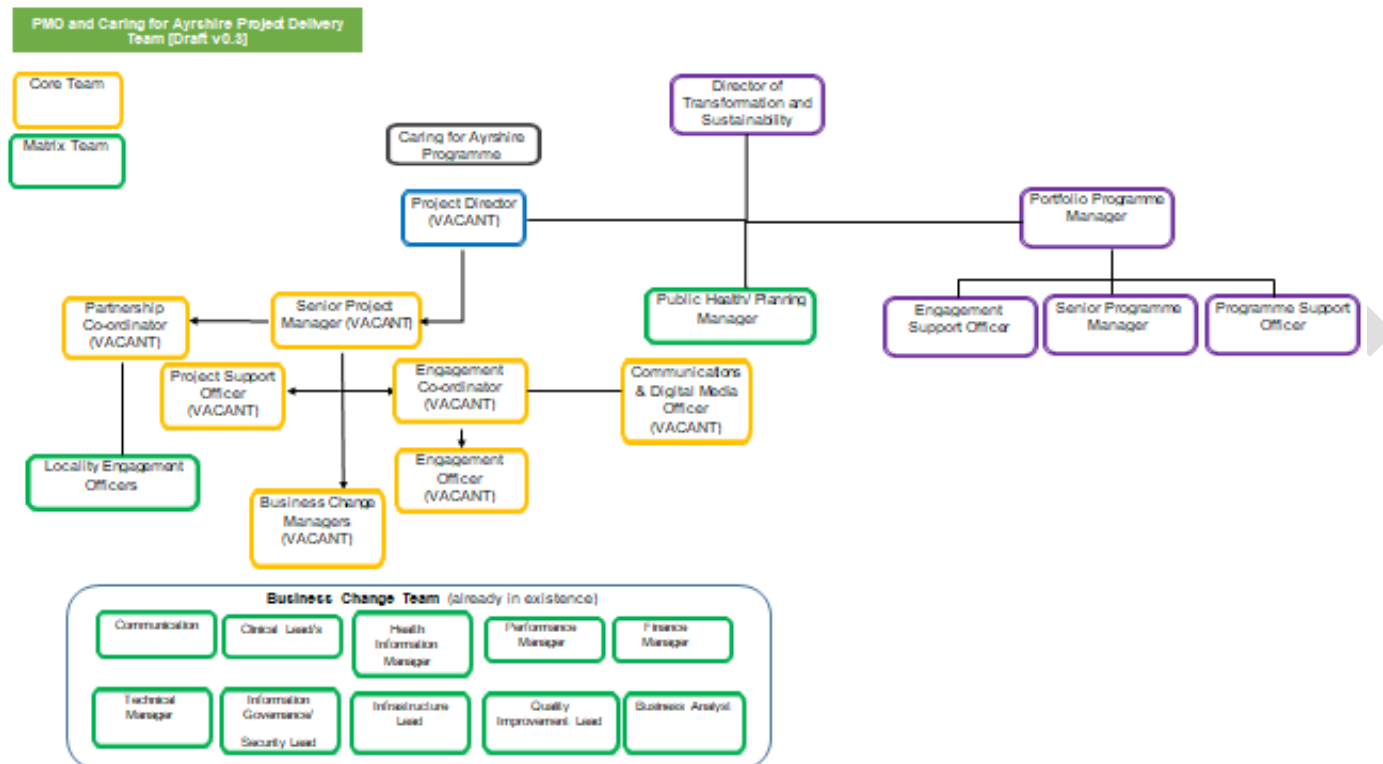 PMO and Caring for Ayrshire Project Delivery
Team [Draft v0.3]
Core Team
Matrix Team
Director of
Transformation and
Sustainability
Caring for Ayrshire
Programme
Project Director
(VACANT)
Portfolio Programme
Manager
Partnership
Co-ordinator
(VACANT)
Senior Project
Manager (VACANT)
Public Health/ Planning
Manager
Engagement
Support Officer
Senior Programme
Manager
Programme Support
Officer
Project Support
Officer
(VACANT)
Engagement
Co-ordinator
(VACANT)
Communications
& Digital Media
Officer
(VACANT)
Locality Engagement
Officers
Engagement
Officer
(VACANT)
Business Change
Managers
(VACANT)
Business Change Team (already in existence)
Communication
Clinical Lead/s
Health
Information
Manager
Performance
Manager
Finance
Manager
Technical
Manager
Information
Governance/
Security Lead
Infrastructure
Lead
Quality
Improvement Lead
Business Analyst